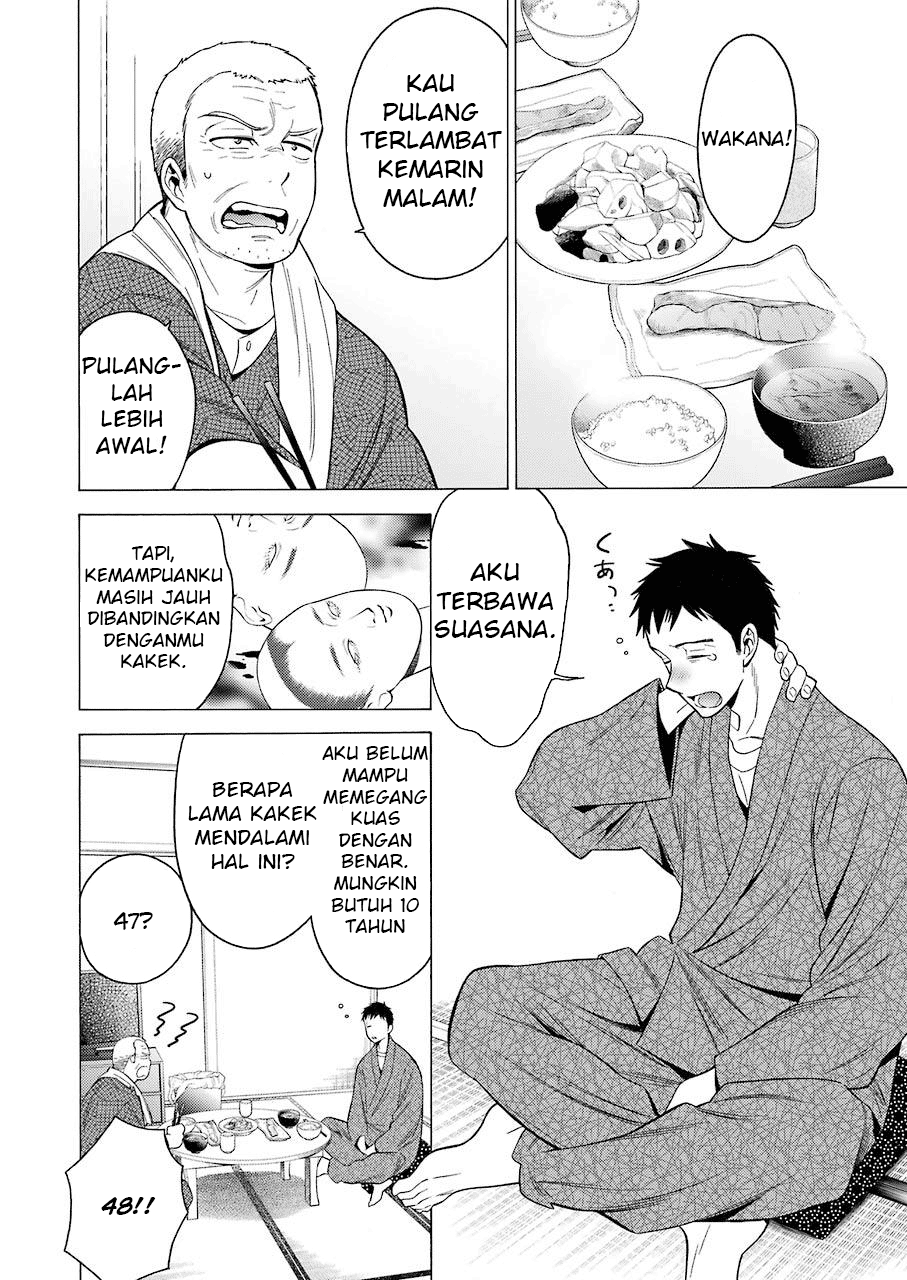 WAKANA!
KAU
PULANG
TERLAMBAT
KEMARIN
MALAM!
PULANG-
LAH
LEBIH
AWAL!
くあっ…
AKU
TERBAWA
SUASANA.
TAPI,
KEMAMPUANKU
MASIH JAUH
DIBANDINGKAN
DENGANMU
KAKEK.
AKU BELUM
MAMPU
MEMEGANG
KUAS
DENGAN
BENAR.
MUNGKIN
BUTUH 10
TAHUN
BERAPA
LAMA KAKEK
MENDALAMI
HAL INI?
47?
48!!